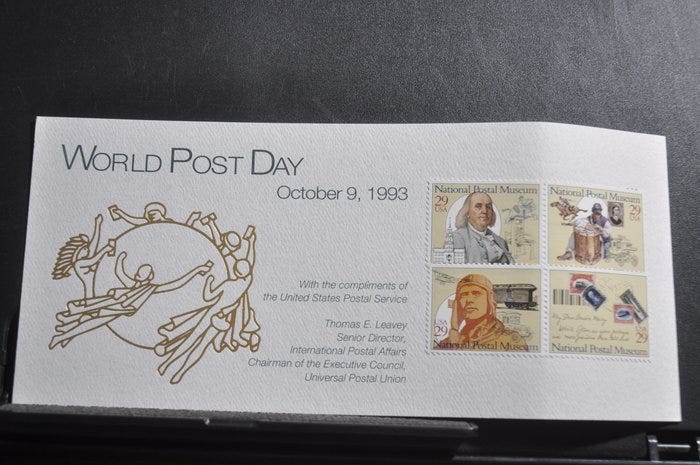 WORLD POST DAY
October 9, 1993
With the compliments of
the United States Postal Service
Thomas E. Leavey
Senior Director,
International Postal Affairs
Chairman of the Executive Council,
Universal Postal Union
National Postal Museum
29
USA
National Postal Museum
29
USA
USA
29
National Postal Museum
USA
29
National Postal Museum